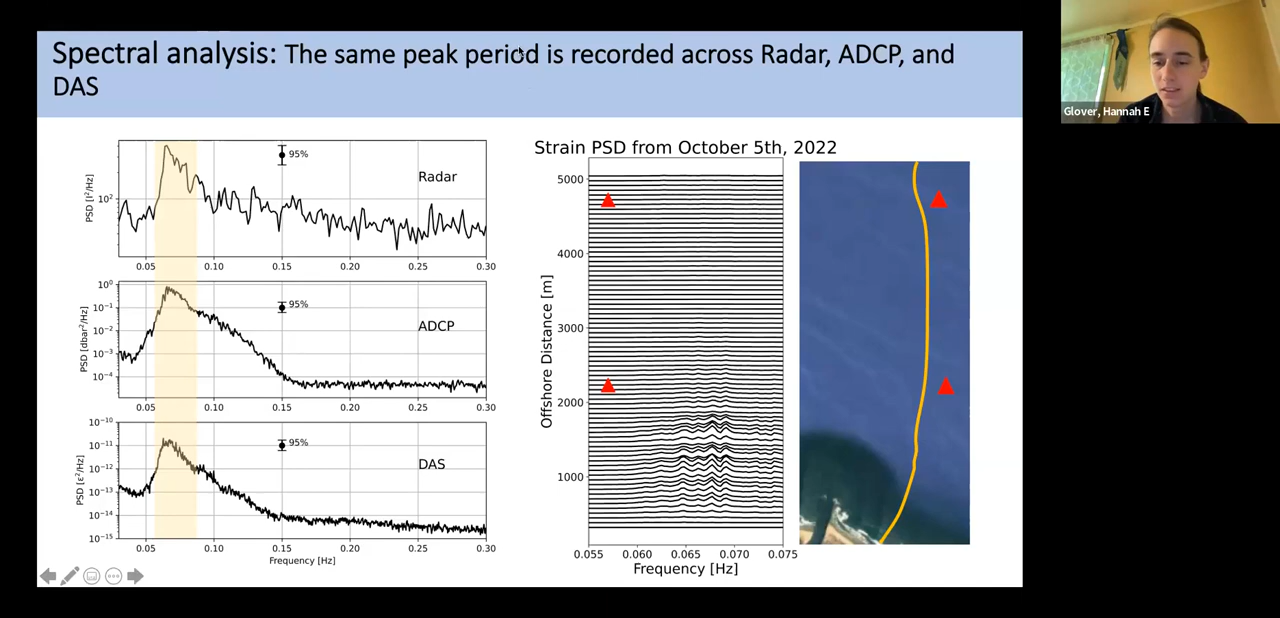 Spectral analysis: The same peak period is recorded across Radar, ADCP, and
DAS
Glover, Hannah E
PSD [I²/Hz]
10²
95%
Radar
0.05 0.10 0.15 0.20 0.25 0.30
PSD [dbar²/Hz]
10⁰
10⁻¹
10⁻²
10⁻³
10⁻⁴
95%
ADCP
0.05 0.10 0.15 0.20 0.25 0.30
PSD [ε²/Hz]
10⁻¹⁰
10⁻¹¹
10⁻¹²
10⁻¹³
10⁻¹⁴
10⁻¹⁵
95%
DAS
0.05 0.10 0.15 0.20 0.25 0.30
Frequency [Hz]
Strain PSD from October 5th, 2022
Offshore Distance [m]
5000
4000
3000
2000
1000
0.055 0.060 0.065 0.070 0.075
Frequency [Hz]